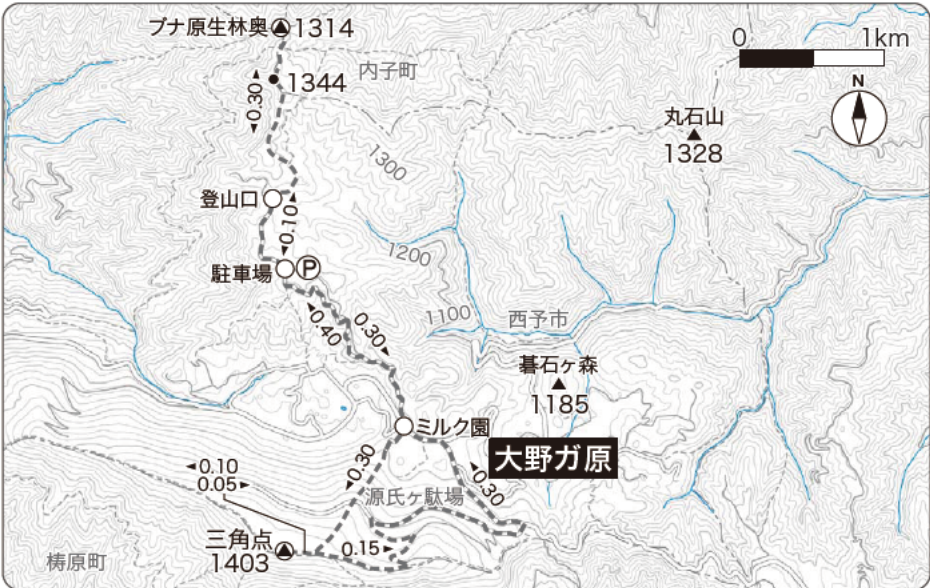 ブナ原生林奥 1314
0 1km
1344
内子町
0.30
N
丸石山
1328
1300
登山口
0.10
1200
駐車場 P
1100
西予市
0.40
0.30
碁石ヶ森
1185
ミルク園
大野ガ原
0.10
0.05
0.30
0.30
源氏ヶ駄場
三角点
1403
0.15
梼原町